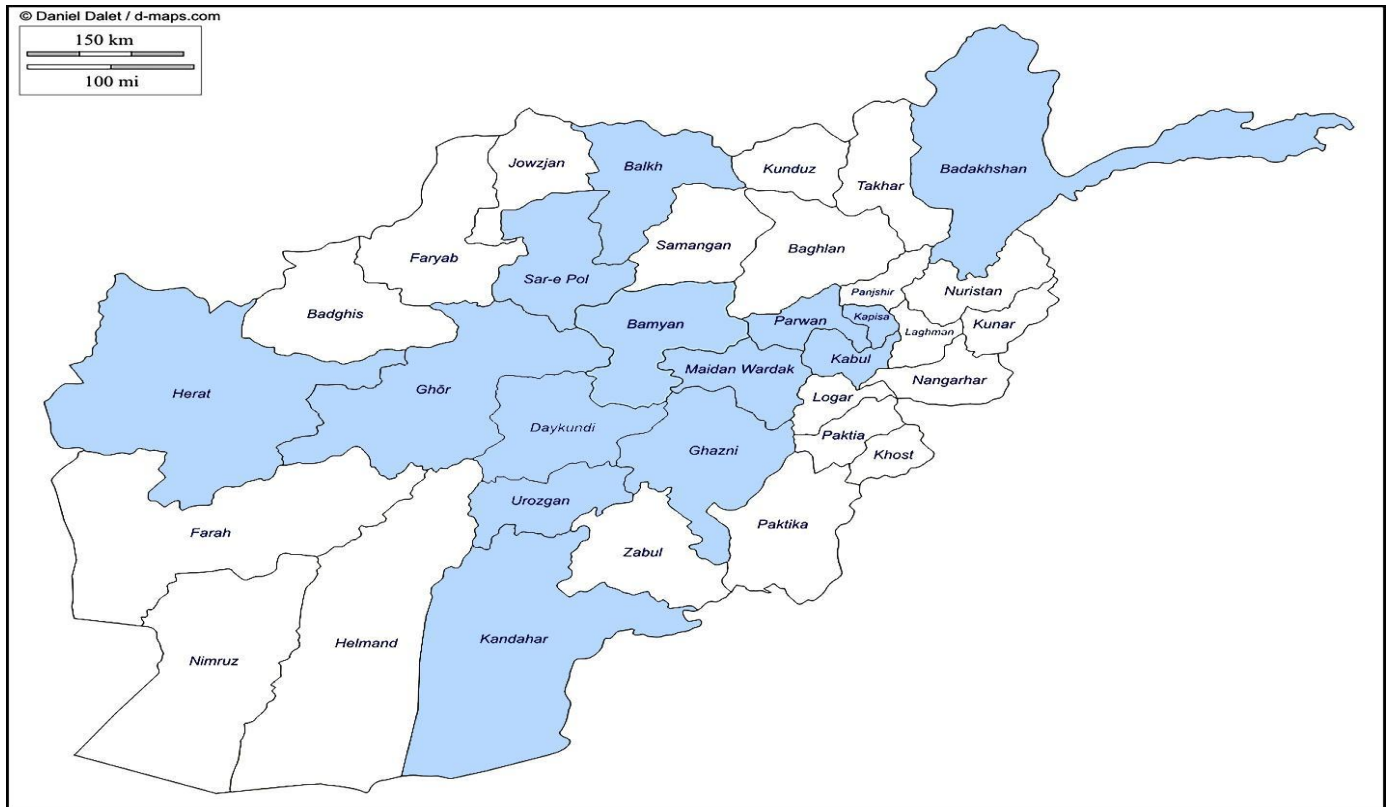 © Daniel Dalet / d-maps.com
150 km
100 mi
Jowzjan
Balkh
Kunduz
Takhar
Badakhshan
Faryab
Sar-e Pol
Samangan
Baghlan
Badghis
Bamyan
Parwan
Panjshir
Kapisa
Nuristan
Laghman
Kunar
Herat
Ghōr
Maidan Wardak
Kabul
Nangarhar
Logar
Daykundi
Ghazni
Paktia
Khost
Urozgan
Farah
Zabul
Paktika
Nimruz
Helmand
Kandahar